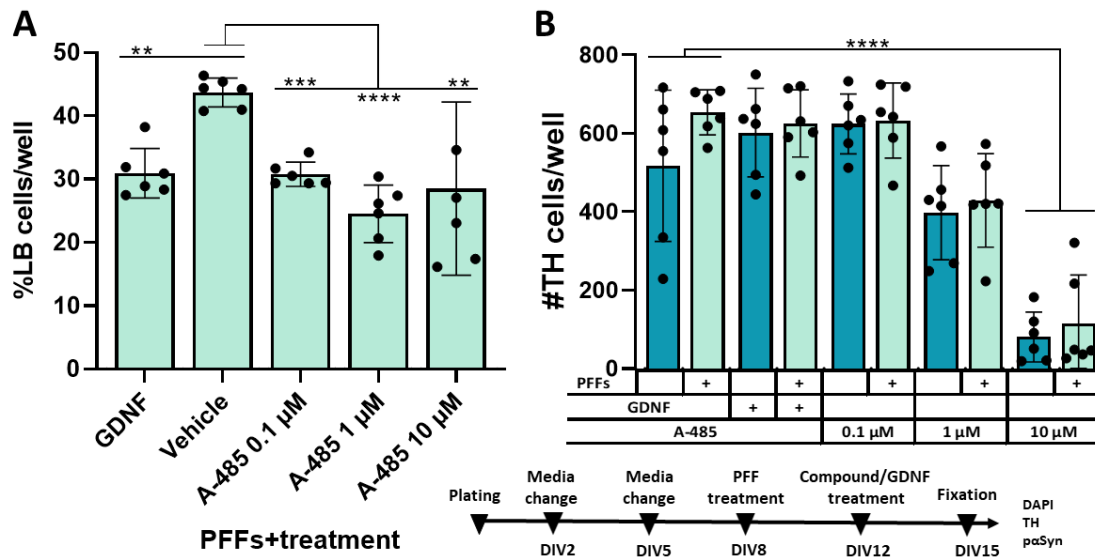 A
%LB cells/well
50
40
30
20
10
0
**
***
****
**
GDNF
Vehicle
A-485 0.1 µM
A-485 1 µM
A-485 10 µM
PFFs+treatment
B
#TH cells/well
800
600
400
200
0
****
PFFs + + + + +
GDNF + +
A-485 0.1 µM 1 µM 10 µM
Plating
Media change
Media change
PFF treatment
Compound/GDNF treatment
Fixation
DIV2 DIV5 DIV8 DIV12 DIV15
DAPI
TH
pαSyn